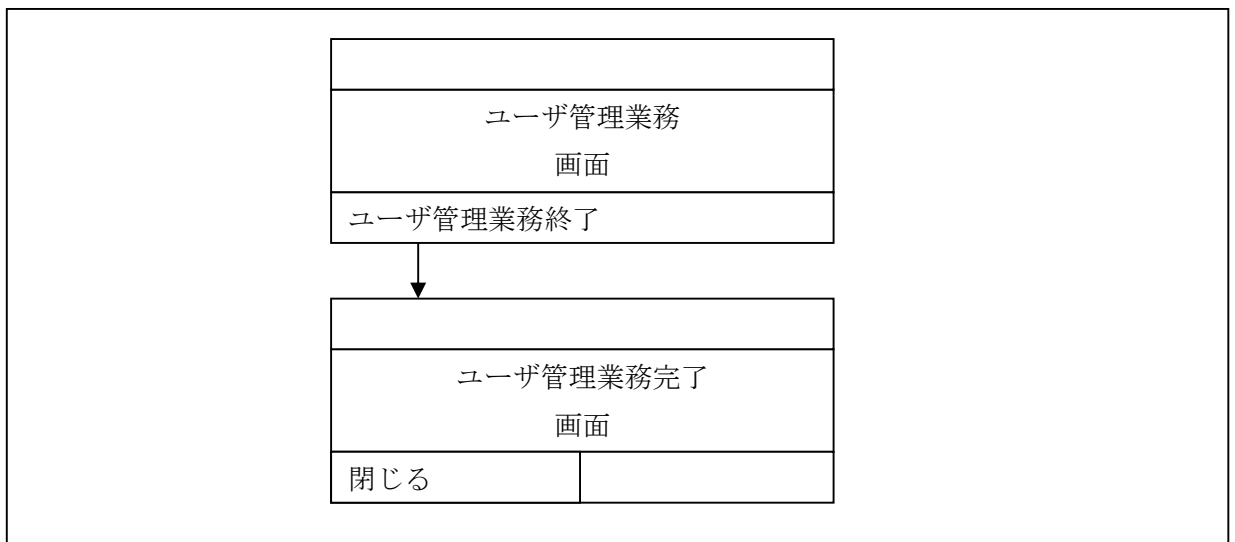 ユーザ管理業務
画面
ユーザ管理業務終了
ユーザ管理業務完了
画面
閉じる